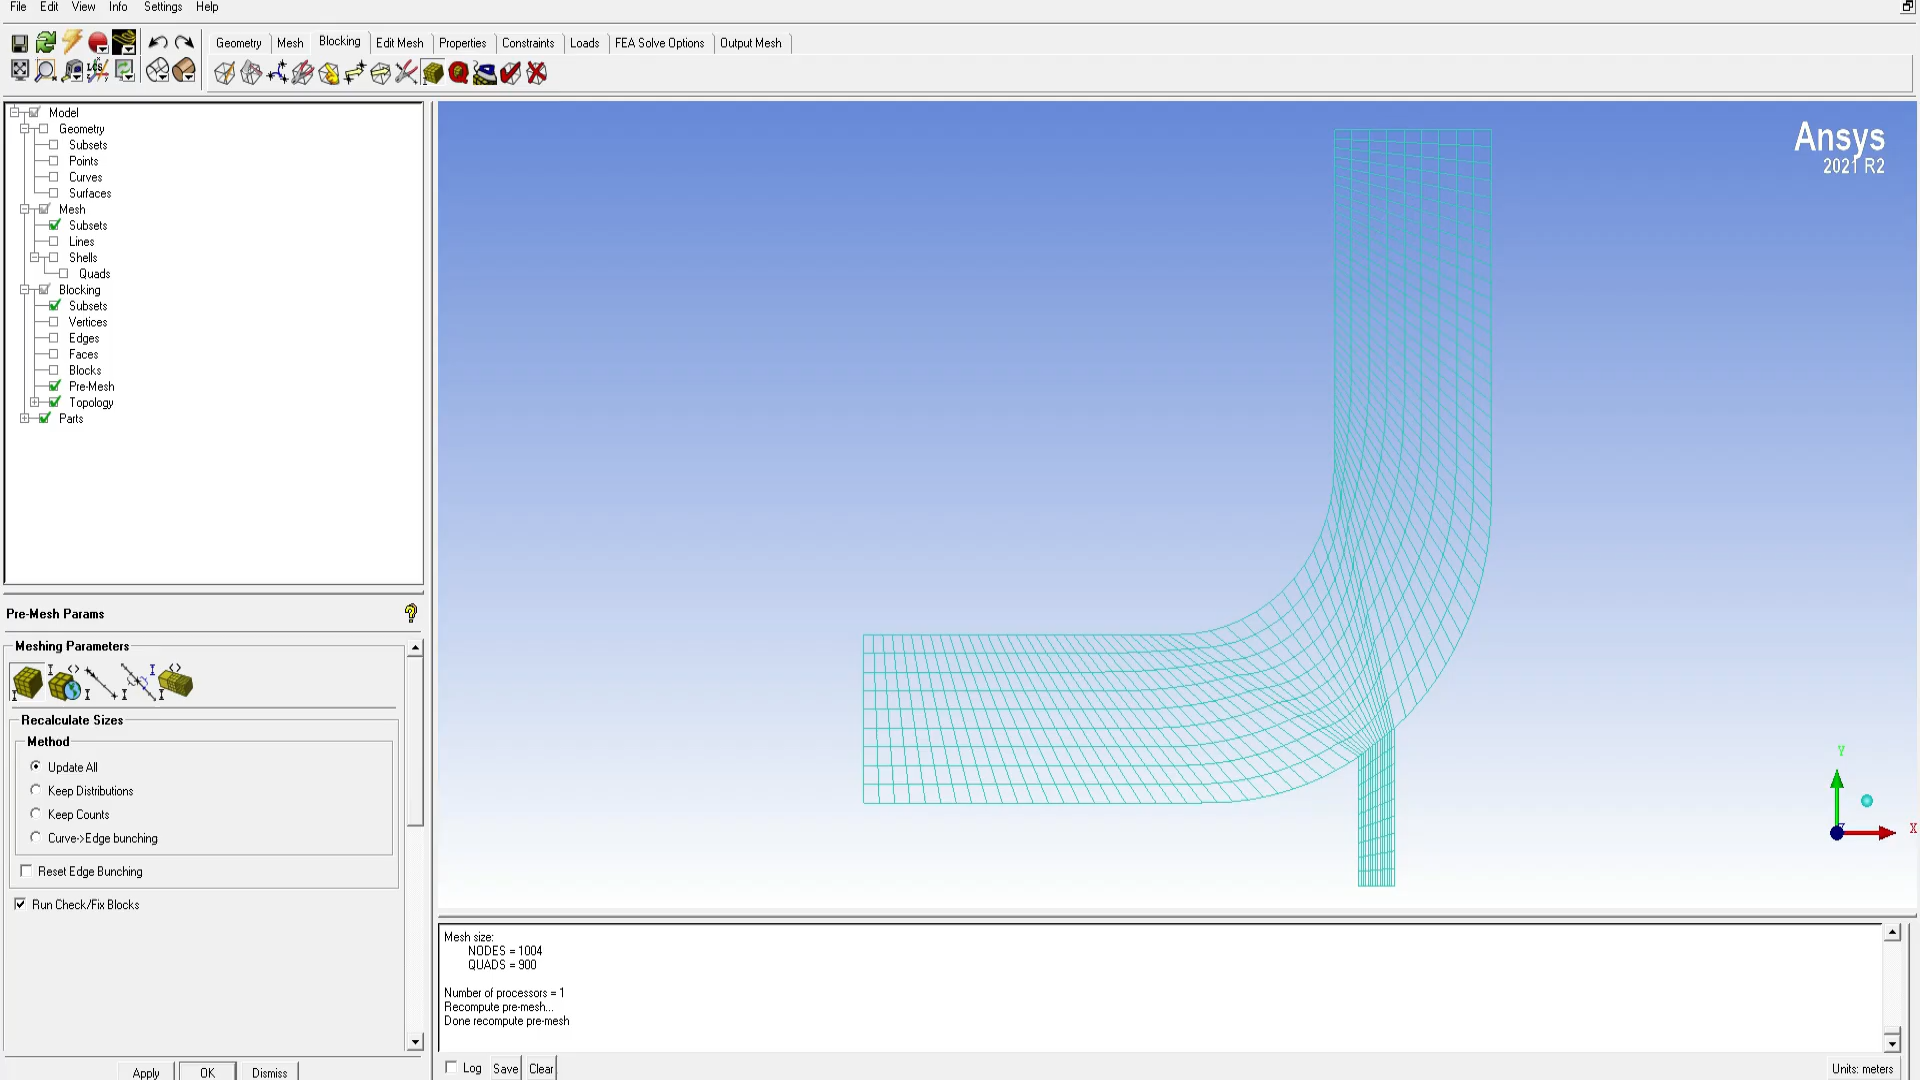 File Edit View Info Settings Help
Geometry Mesh Blocking Edit Mesh Properties Constraints Loads FEA Solve Options Output Mesh
LCS
Model
Geometry
Subsets
Points
Curves
Surfaces
Mesh
Subsets
Lines
Shells
Quads
Blocking
Subsets
Vertices
Edges
Faces
Blocks
Pre-Mesh
Topology
Parts
Pre-Mesh Params
Meshing Parameters
Recalculate Sizes
Method
Update All
Keep Distributions
Keep Counts
Curve->Edge bunching
Reset Edge Bunching
Run Check/Fix Blocks
Apply OK Dismiss
Ansys
2021 R2
Y
X
Mesh size:
NODES = 1004
QUADS = 900
Number of processors = 1
Recompute pre-mesh...
Done recompute pre-mesh
Log Save Clear
Units: meters